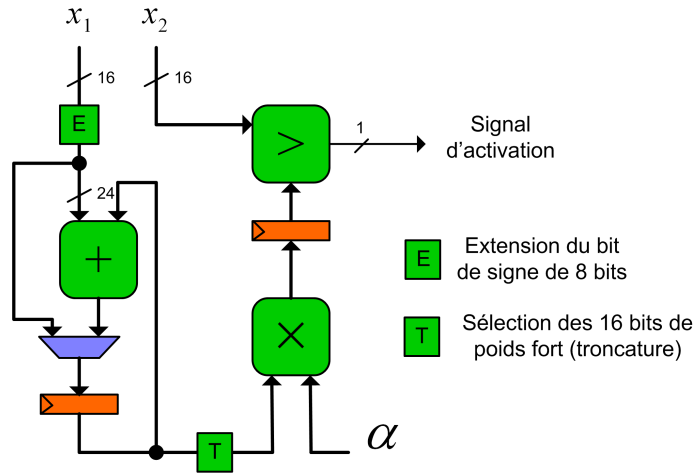 x₁
x₂
16
16
E
24
+
>
1
Signal
d'activation
×
T
α
E
Extension du bit
de signe de 8 bits
T
Sélection des 16 bits de
poids fort (troncature)